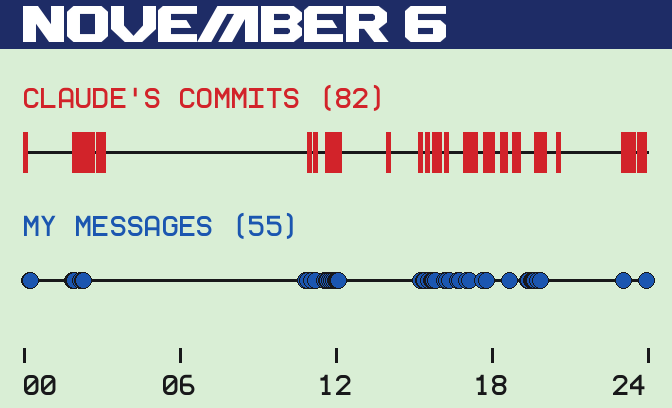 NOVEMBER 6
CLAUDE'S COMMITS (82)
MY MESSAGES (55)
00 06 12 18 24